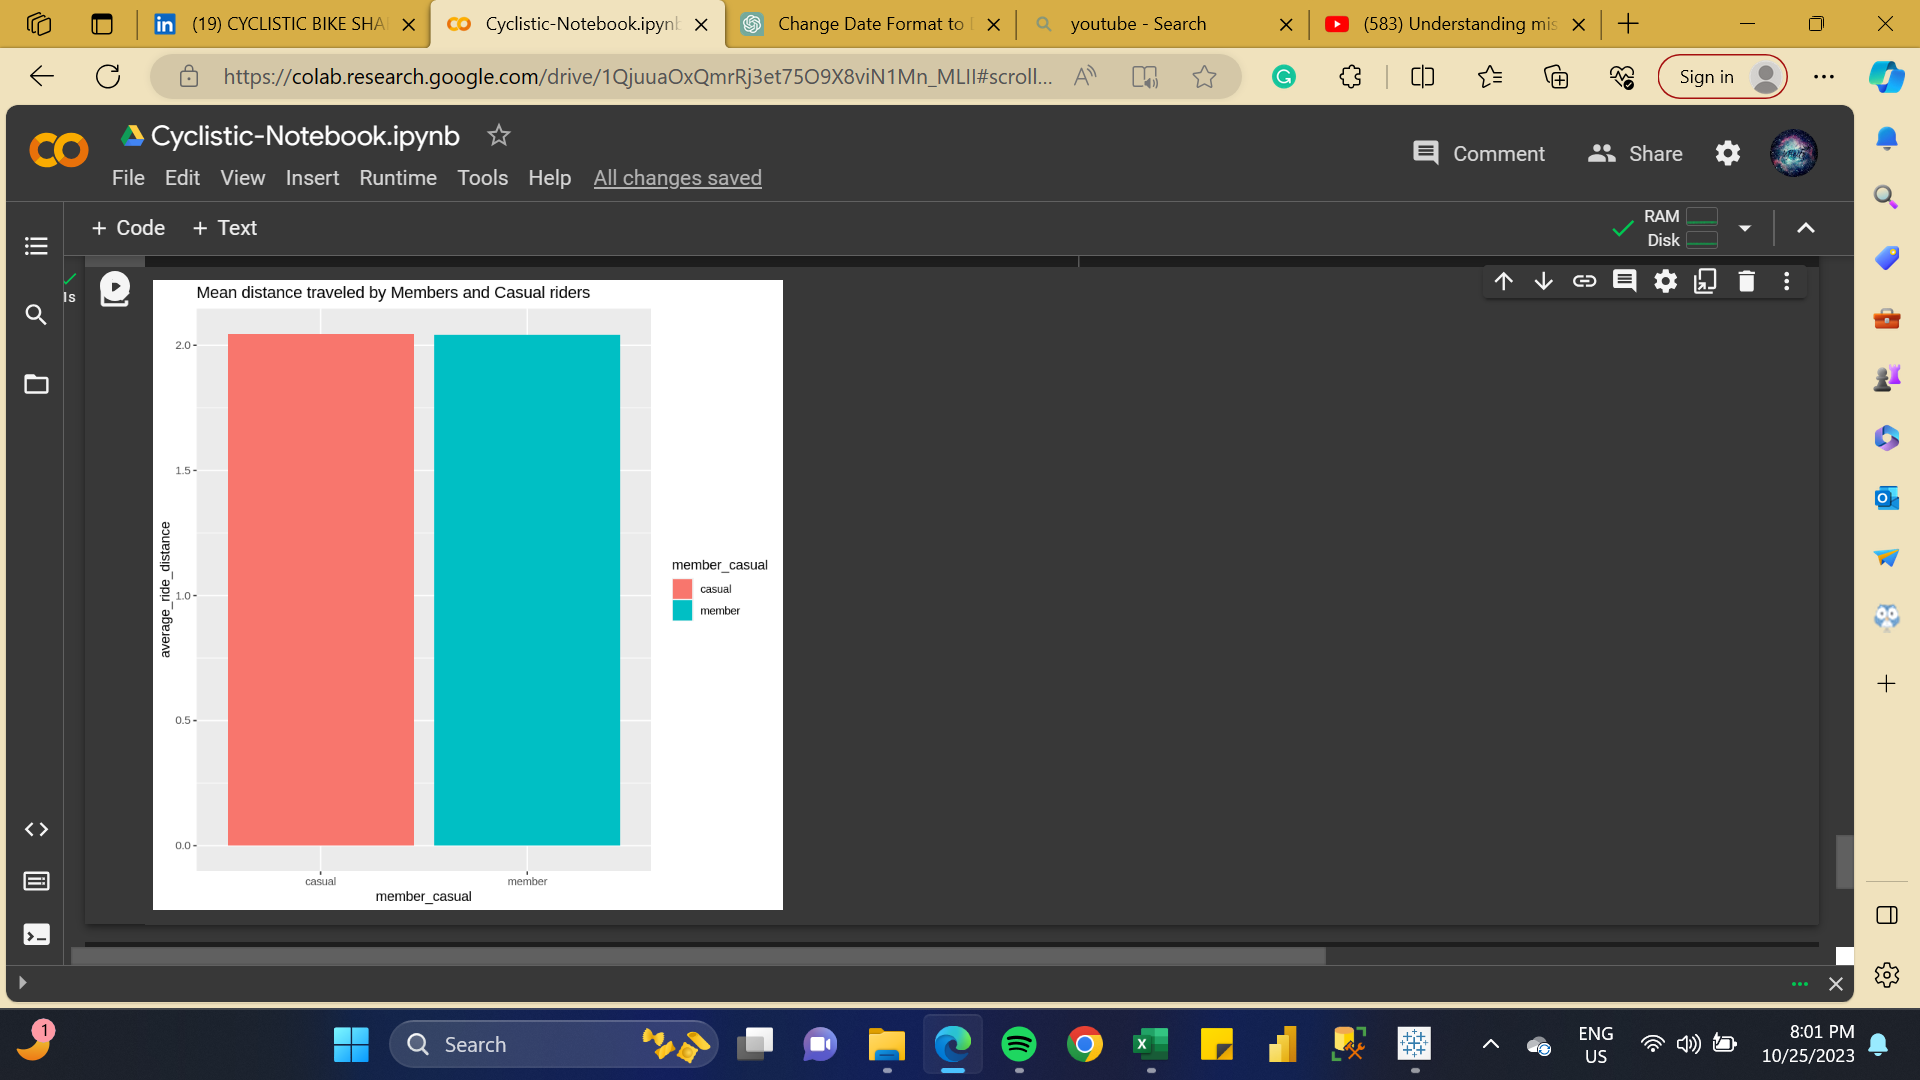 (19) CYCLISTIC BIKE SHA
Cyclistic-Notebook.ipynb
Change Date Format to
youtube - Search
(583) Understanding mis
https://colab.research.google.com/drive/1QjuuaOxQmrRj3et75O9X8viN1Mn_MLII#scroll...
Sign in
Cyclistic-Notebook.ipynb
Comment
Share
File Edit View Insert Runtime Tools Help All changes saved
+ Code + Text
RAM
Disk
1s
Mean distance traveled by Members and Casual riders
2.0
1.5
1.0
0.5
0.0
average_ride_distance
casual
member
member_casual
member_casual
casual
member
1
Search
ENG
US
8:01 PM
10/25/2023